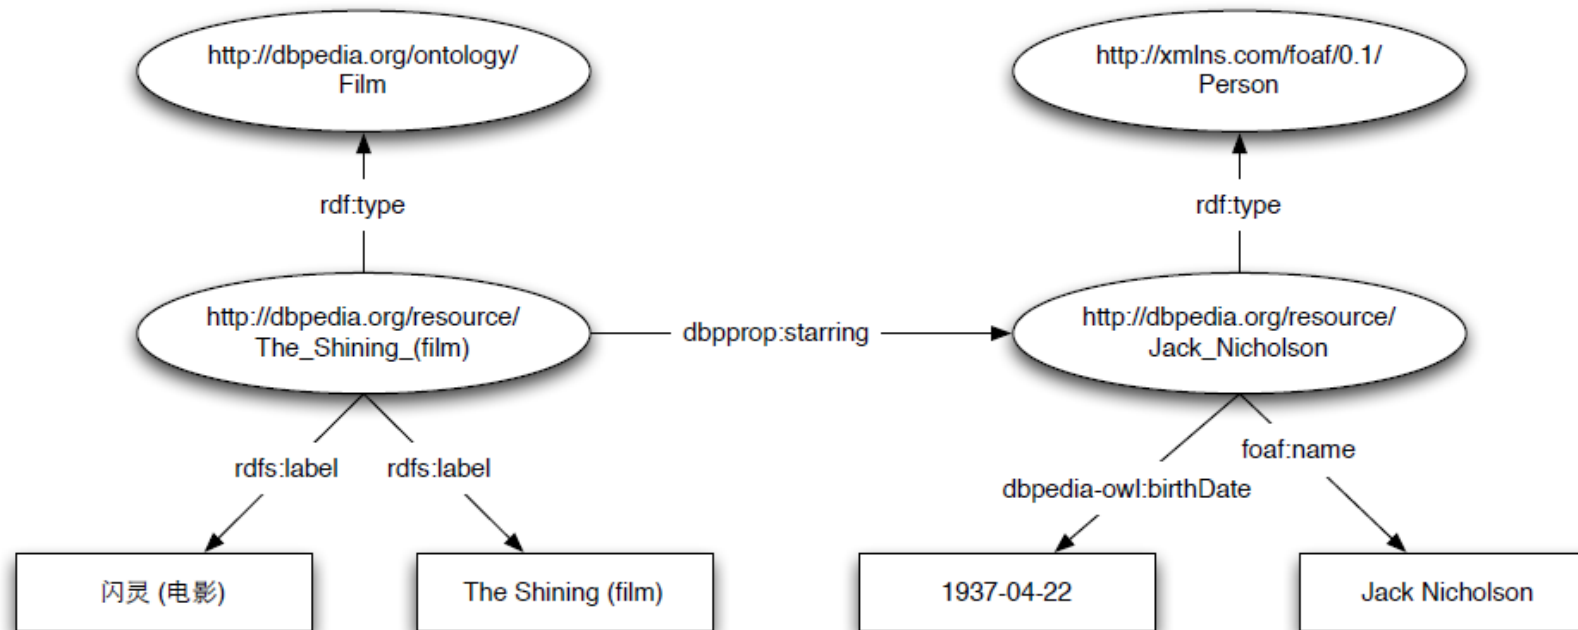 http://dbpedia.org/ontology/
Film
http://xmlns.com/foaf/0.1/
Person
rdf:type
rdf:type
http://dbpedia.org/resource/
The_Shining_(film)
dbpprop:starring
http://dbpedia.org/resource/
Jack_Nicholson
rdfs:label
rdfs:label
foaf:name
dbpedia-owl:birthDate
闪灵 (电影)
The Shining (film)
1937-04-22
Jack Nicholson